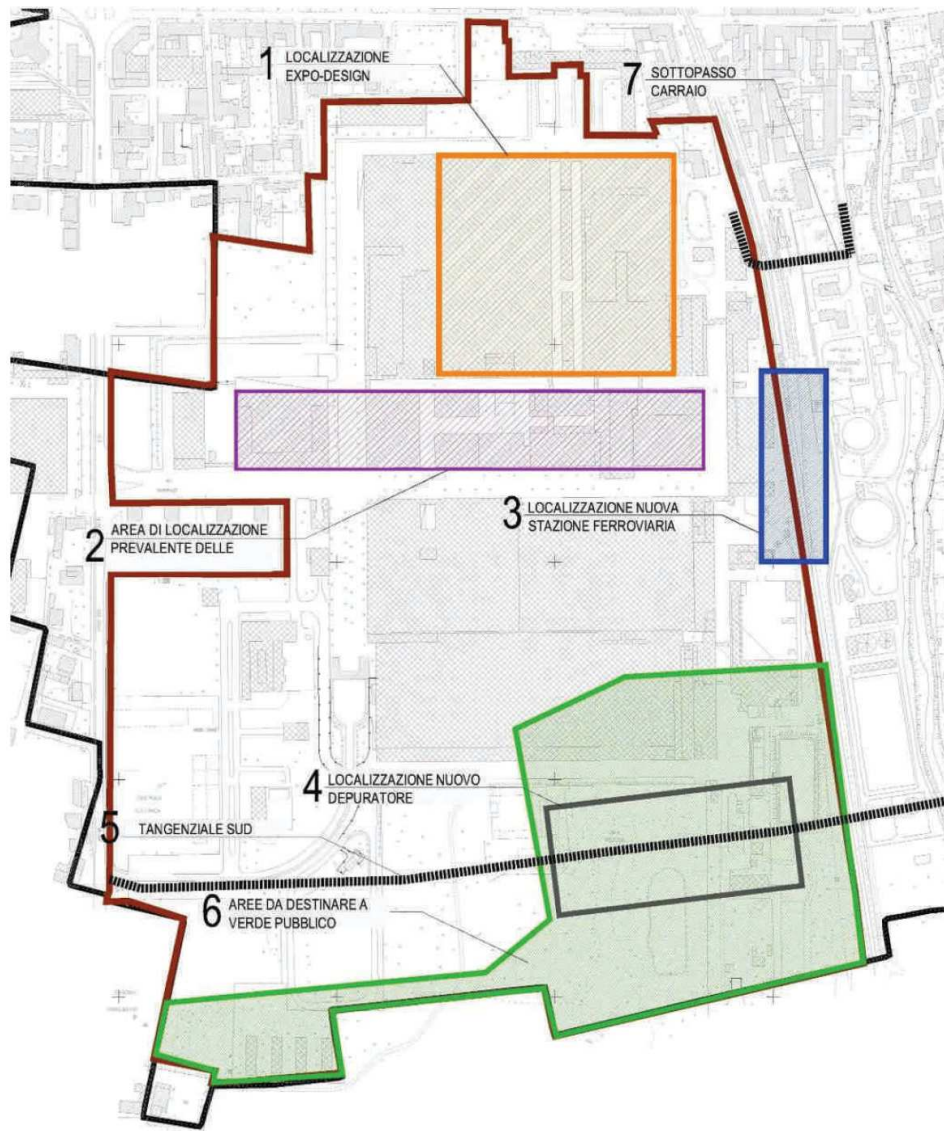 1 LOCALIZZAZIONE
EXPO-DESIGN
7 SOTTOPASSO
CARRAIO
2 AREA DI LOCALIZZAZIONE
PREVALENTE DELLE
3 LOCALIZZAZIONE NUOVA
STAZIONE FERROVIARIA
4 LOCALIZZAZIONE NUOVO
DEPURATORE
5 TANGENZIALE SUD
6 AREE DA DESTINARE A
VERDE PUBBLICO